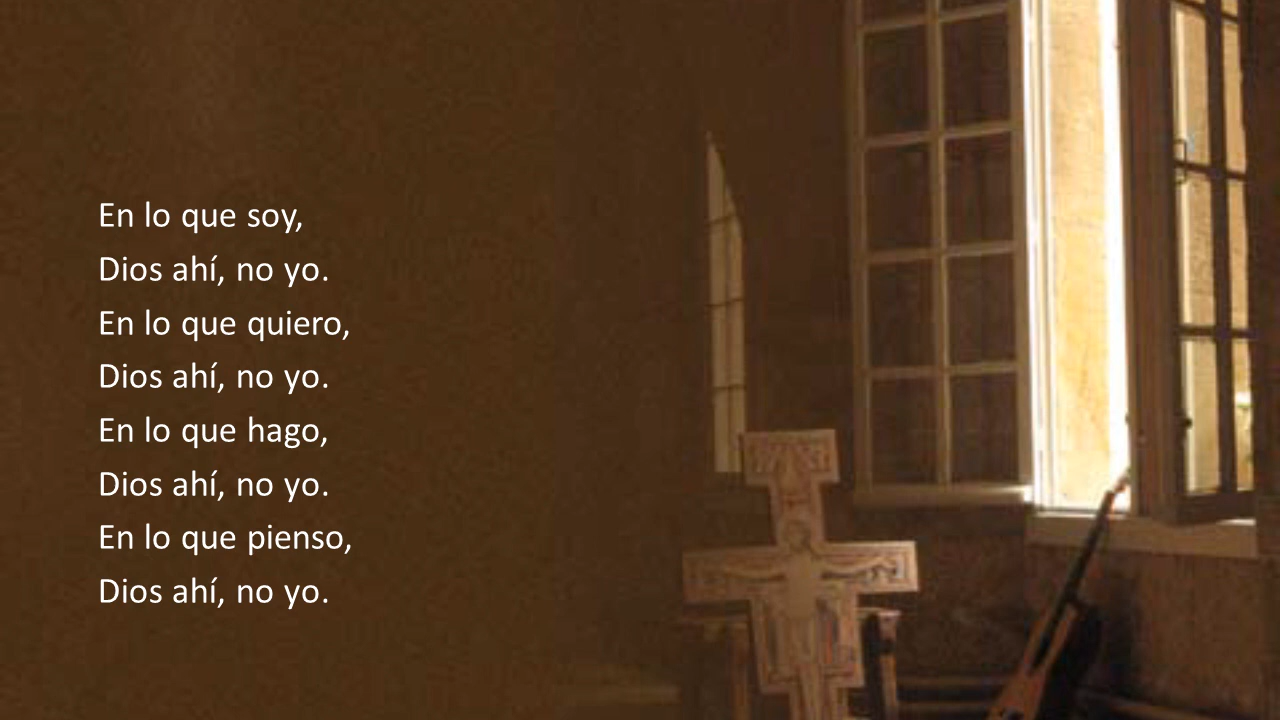 En lo que soy,
Dios ahí, no yo.
En lo que quiero,
Dios ahí, no yo.
En lo que hago,
Dios ahí, no yo.
En lo que pienso,
Dios ahí, no yo.